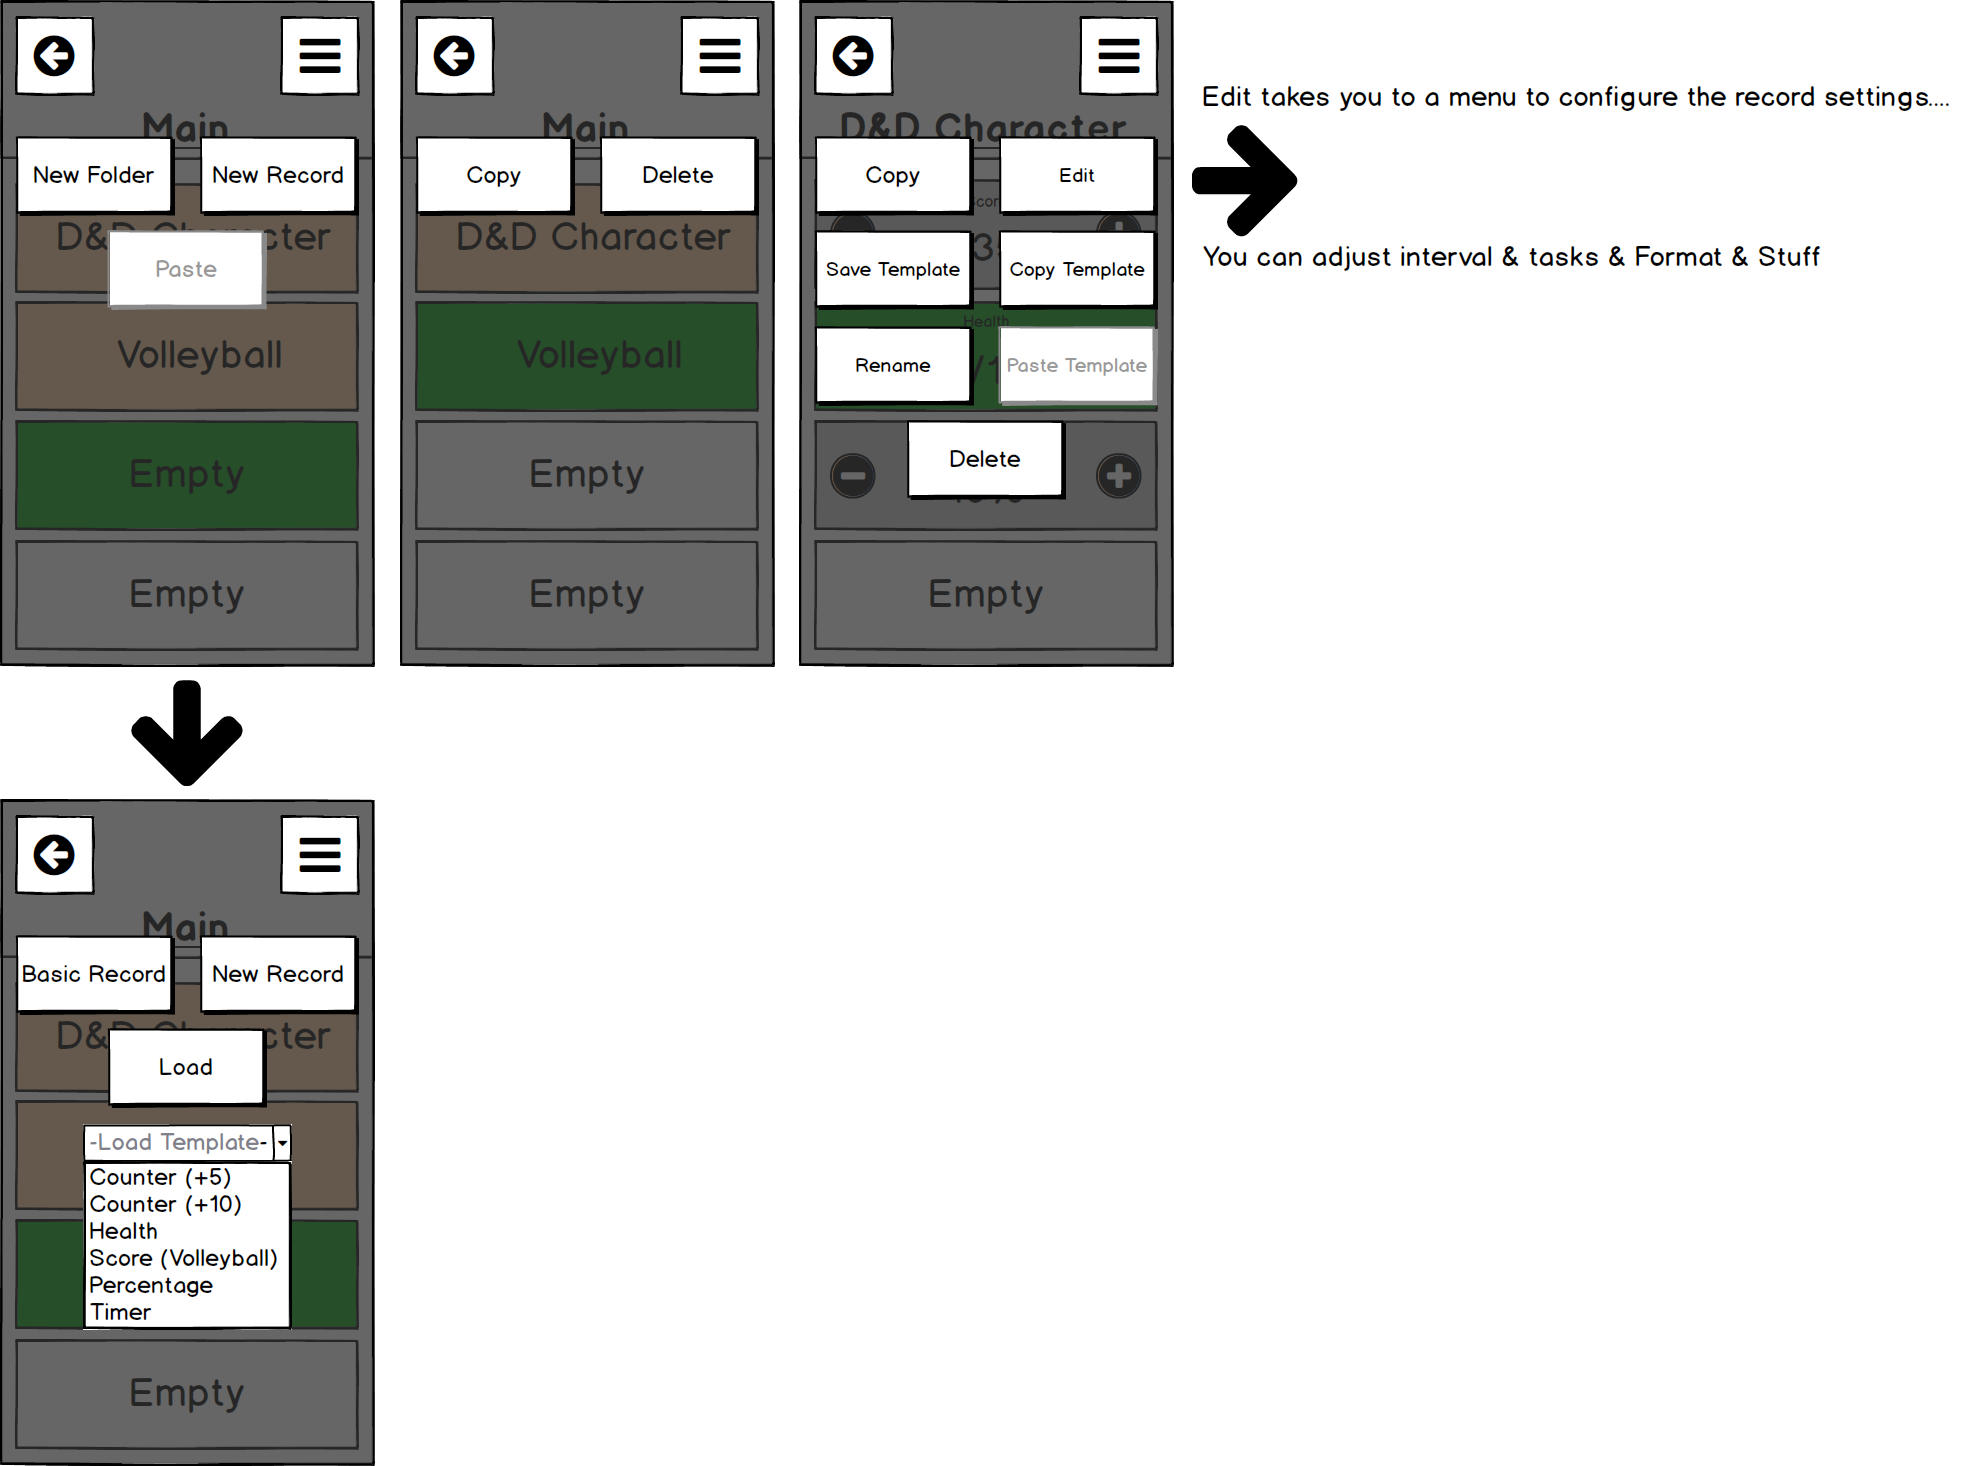 Main
New Folder
New Record
D&D Character
Paste
Volleyball
Empty
Empty
Main
Copy
Delete
D&D Character
Volleyball
Empty
Empty
D&D Character
Copy
Edit
Save Template
Copy Template
Health
Rename
Paste Template
Delete
Empty
Edit takes you to a menu to configure the record settings....
You can adjust interval & tasks & Format & Stuff
Main
Basic Record
New Record
D&D Character
Load
-Load Template-
Counter (+5)
Counter (+10)
Health
Score (Volleyball)
Percentage
Timer
Empty